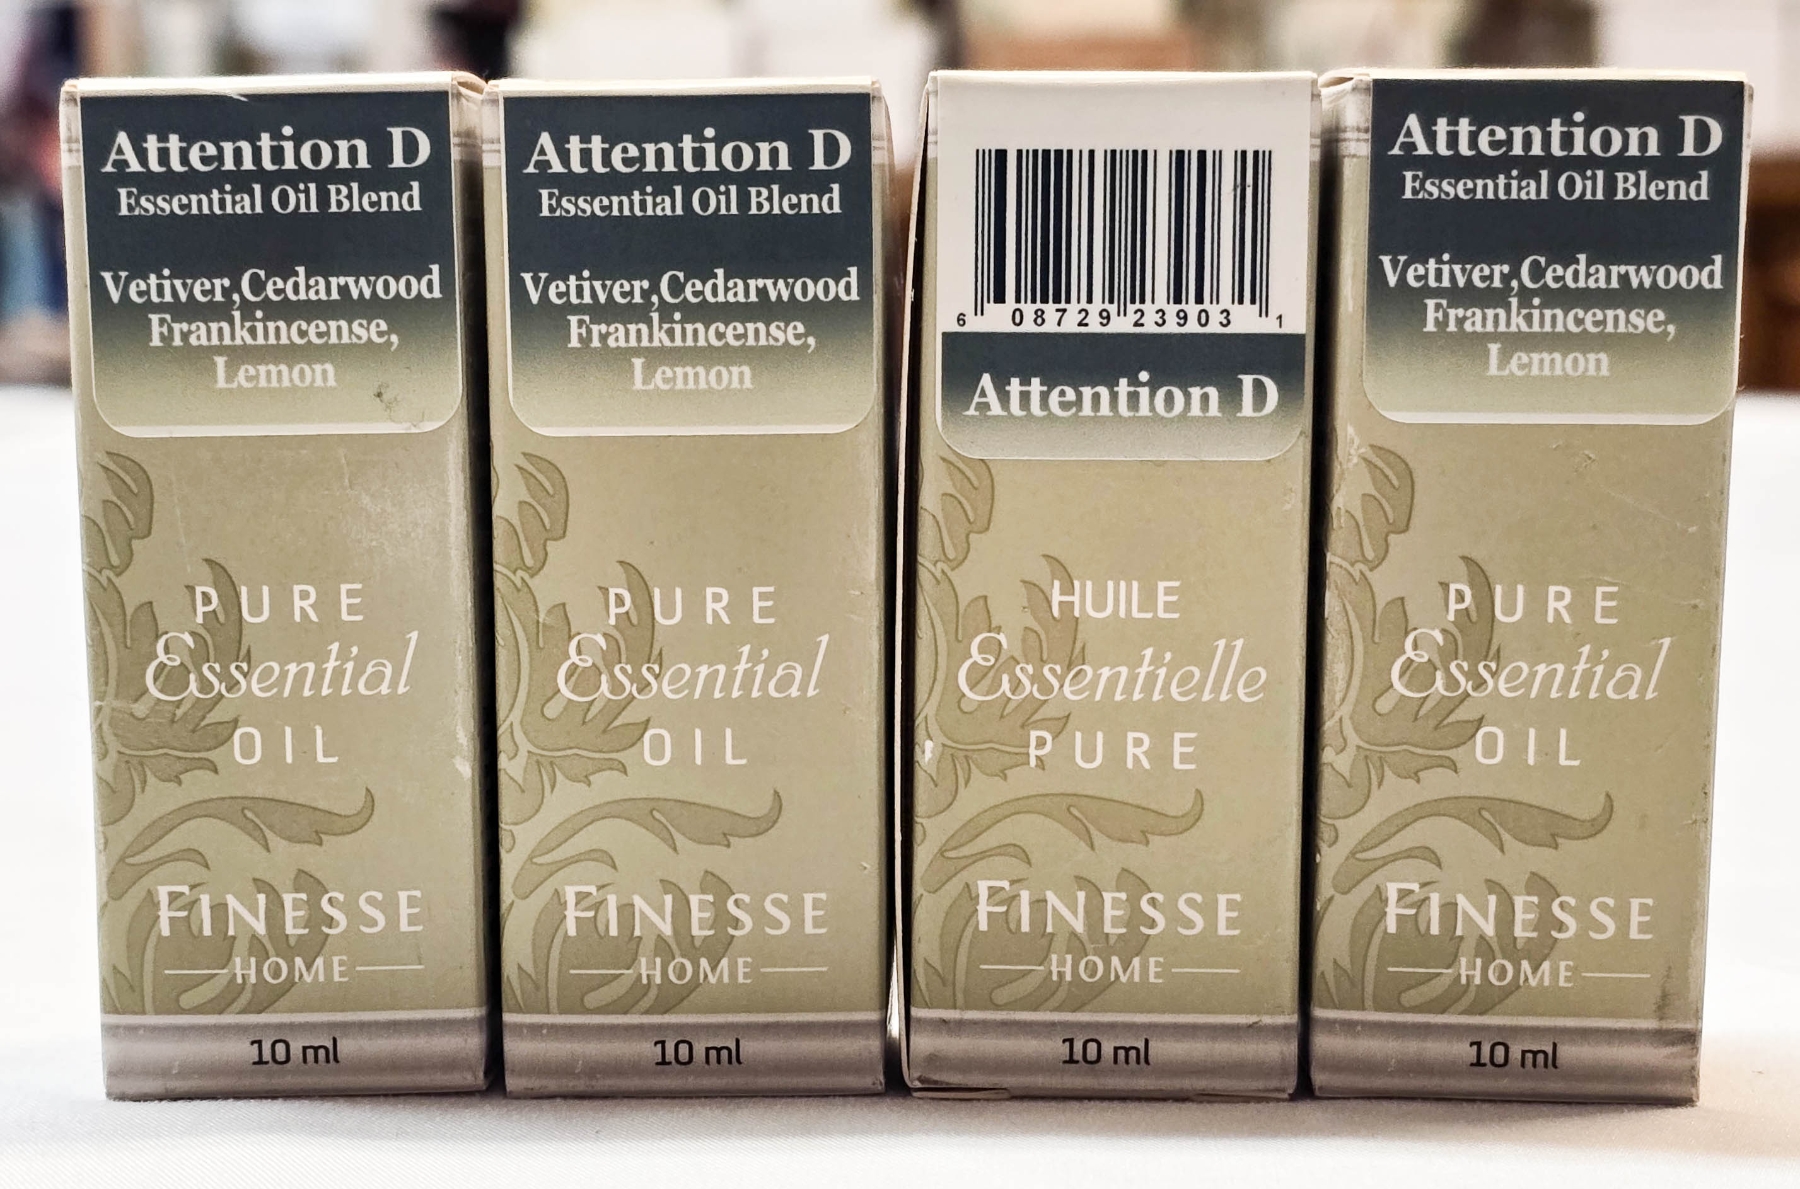 Attention D
Essential Oil Blend
Vetiver,Cedarwood
Frankincense,
Lemon
PURE
Essential
OIL
FINESSE
HOME
10 ml
Attention D
Essential Oil Blend
Vetiver,Cedarwood
Frankincense,
Lemon
PURE
Essential
OIL
FINESSE
HOME
10 ml
6 08729 23903 1
Attention D
HUILE
Essentielle
PURE
FINESSE
HOME
10 ml
Attention D
Essential Oil Blend
Vetiver,Cedarwood
Frankincense,
Lemon
PURE
Essential
OIL
FINESSE
HOME
10 ml